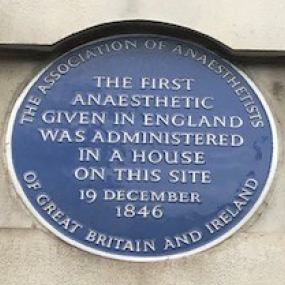 THE ASSOCIATION OF ANAESTHETISTS
THE FIRST
ANAESTHETIC
GIVEN IN ENGLAND
WAS ADMINISTERED
IN A HOUSE
ON THIS SITE
19 DECEMBER
1846
OF GREAT BRITAIN AND IRELAND